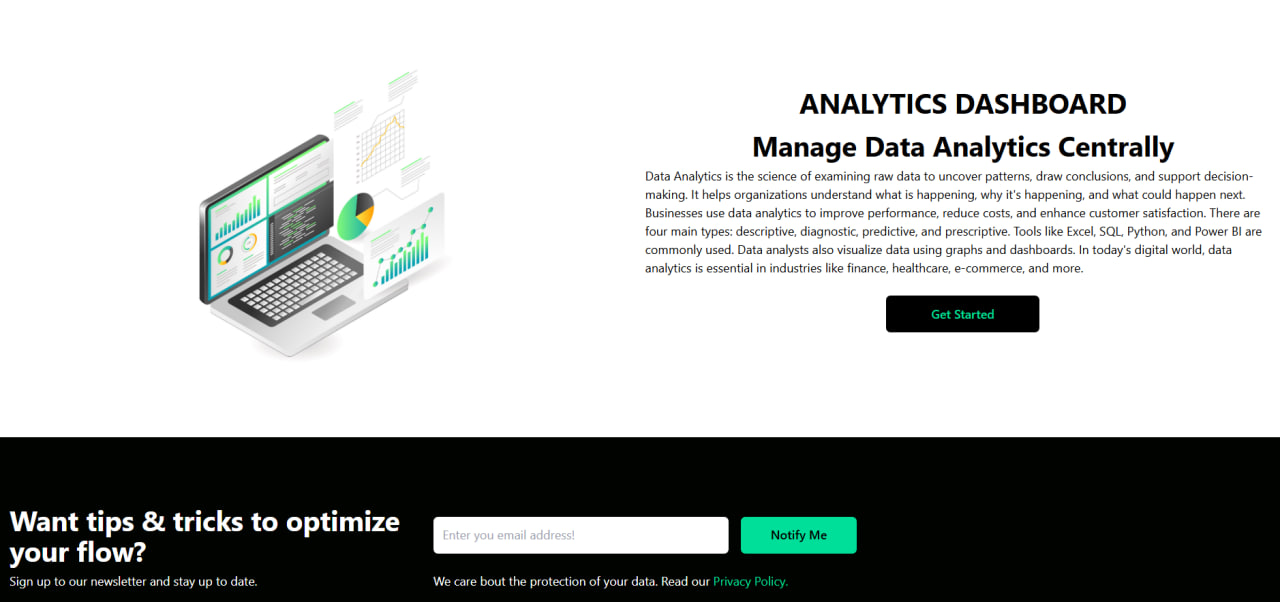 ANALYTICS DASHBOARD
Manage Data Analytics Centrally
Data Analytics is the science of examining raw data to uncover patterns, draw conclusions, and support decision-
making. It helps organizations understand what is happening, why it's happening, and what could happen next.
Businesses use data analytics to improve performance, reduce costs, and enhance customer satisfaction. There are
four main types: descriptive, diagnostic, predictive, and prescriptive. Tools like Excel, SQL, Python, and Power BI are
commonly used. Data analysts also visualize data using graphs and dashboards. In today's digital world, data
analytics is essential in industries like finance, healthcare, e-commerce, and more.
Get Started
Want tips & tricks to optimize
your flow?
Sign up to our newsletter and stay up to date.
Enter you email address!
Notify Me
We care bout the protection of your data. Read our Privacy Policy.